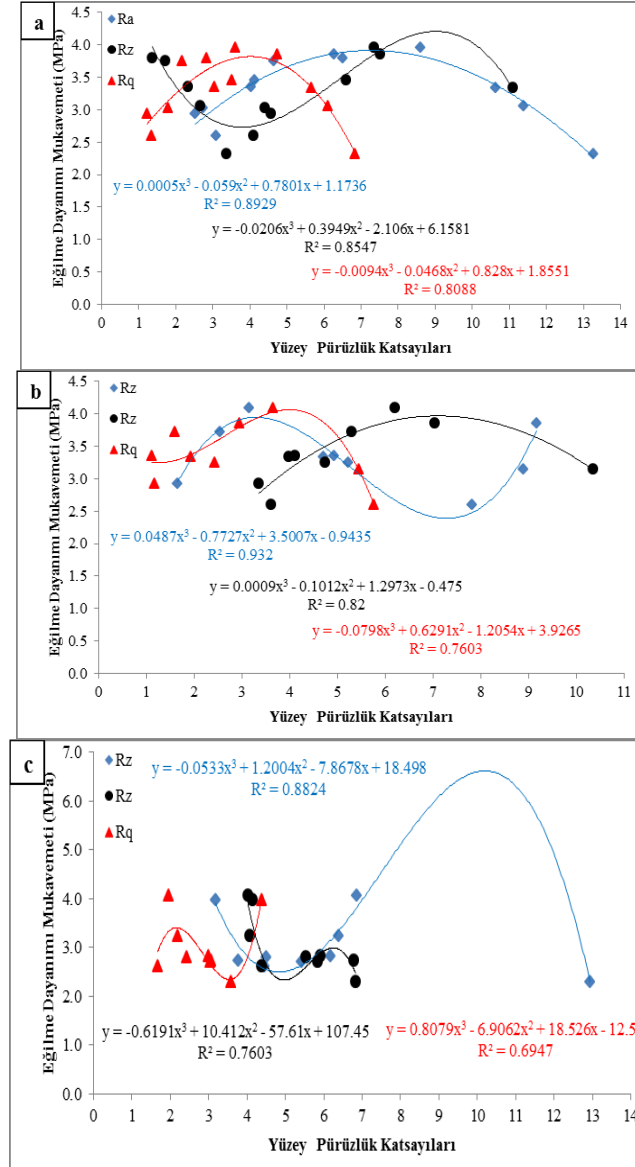 a
Ra
Rz
Rq
Eğilme Dayanımı Mukavemeti (MPa)
4.5
4.0
3.5
3.0
2.5
2.0
1.5
1.0
0.5
0.0
y = 0.0005x³ - 0.059x² + 0.7801x + 1.1736
R² = 0.8929
y = -0.0206x³ + 0.3949x² - 2.106x + 6.1581
R² = 0.8547
y = -0.0094x³ - 0.0468x² + 0.828x + 1.8551
R² = 0.8088
0 1 2 3 4 5 6 7 8 9 10 11 12 13 14
Yüzey Pürüzlük Katsayıları
b
Rz
Rz
Rq
Eğilme Dayanımı Mukavemeti (MPa)
4.5
4.0
3.5
3.0
2.5
2.0
1.5
1.0
0.5
0.0
y = 0.0487x³ - 0.7727x² + 3.5007x - 0.9435
R² = 0.932
y = 0.0009x³ - 0.1012x² + 1.2973x - 0.475
R² = 0.82
y = -0.0798x³ + 0.6291x² - 1.2054x + 3.9265
R² = 0.7603
0 1 2 3 4 5 6 7 8 9 10 11
Yüzey Pürüzlük Katsayıları
c
Rz
Rz
Rq
Eğilme Dayanımı Mukavemeti (MPa)
7.0
6.0
5.0
4.0
3.0
2.0
1.0
0.0
y = -0.0533x³ + 1.2004x² - 7.8678x + 18.498
R² = 0.8824
y = -0.6191x³ + 10.412x² - 57.61x + 107.45
R² = 0.7603
y = 0.8079x³ - 6.9062x² + 18.526x - 12.5
R² = 0.6947
0 1 2 3 4 5 6 7 8 9 10 11 12 13 14
Yüzey Pürüzlük Katsayıları